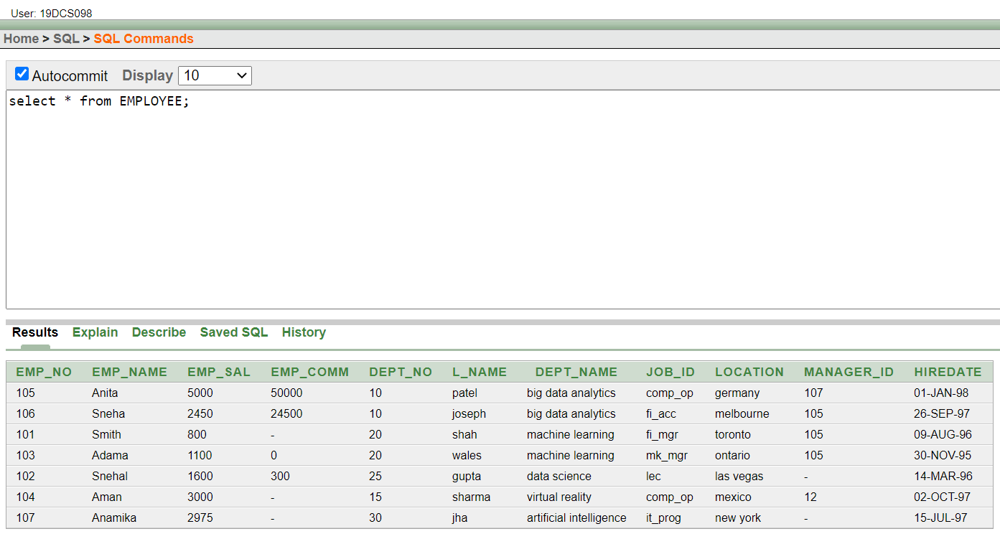 User: 19DCS098
Home > SQL > SQL Commands
Autocommit Display 10
select * from EMPLOYEE;
Results Explain Describe Saved SQL History
EMP_NO EMP_NAME EMP_SAL EMP_COMM DEPT_NO L_NAME DEPT_NAME JOB_ID LOCATION MANAGER_ID HIREDATE
105 Anita 5000 50000 10 patel big data analytics comp_op germany 107 01-JAN-98
106 Sneha 2450 24500 10 joseph big data analytics fi_acc melbourne 105 26-SEP-97
101 Smith 800 - 20 shah machine learning fi_mgr toronto 105 09-AUG-96
103 Adama 1100 0 20 wales machine learning mk_mgr ontario 105 30-NOV-95
102 Snehal 1600 300 25 gupta data science lec las vegas - 14-MAR-96
104 Aman 3000 - 15 sharma virtual reality comp_op mexico 12 02-OCT-97
107 Anamika 2975 - 30 jha artificial intelligence it_prog new york - 15-JUL-97